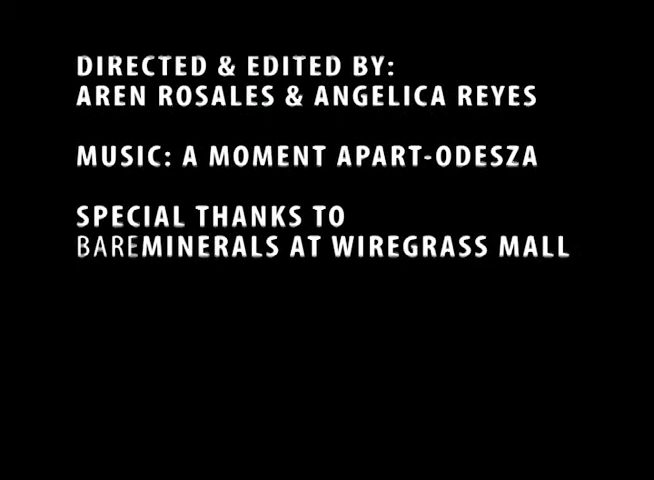 DIRECTED & EDITED BY:
AREN ROSALES & ANGELICA REYES
MUSIC: A MOMENT APART-ODESZA
SPECIAL THANKS TO
BAREMINERALS AT WIREGRASS MALL